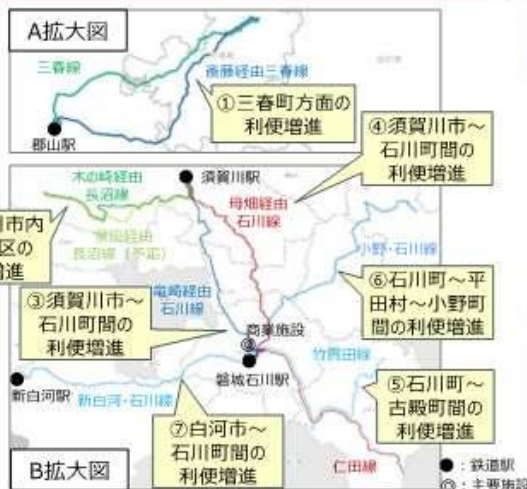 A拡大図
三春線
斎藤経由三春線
①三春町方面の
利便増進
郡山駅
④須賀川市～
石川町間の
利便増進
木の崎経由
長沼線
須賀川駅
母畑経由
石川線
市内
区の
増進
経由
長沼線（予定）
小野・石川線
竜崎経由
石川線
③須賀川市～
石川町間の
利便増進
⑥石川町～平
田村～小野町
間の利便増進
商業施設
竹貫田線
磐城石川駅
新白河駅
新白河・石川線
⑤石川町～
古殿町間の
利便増進
⑦白河市～
石川町間の
利便増進
仁田線
B拡大図
●：鉄道駅
◎：主要施設